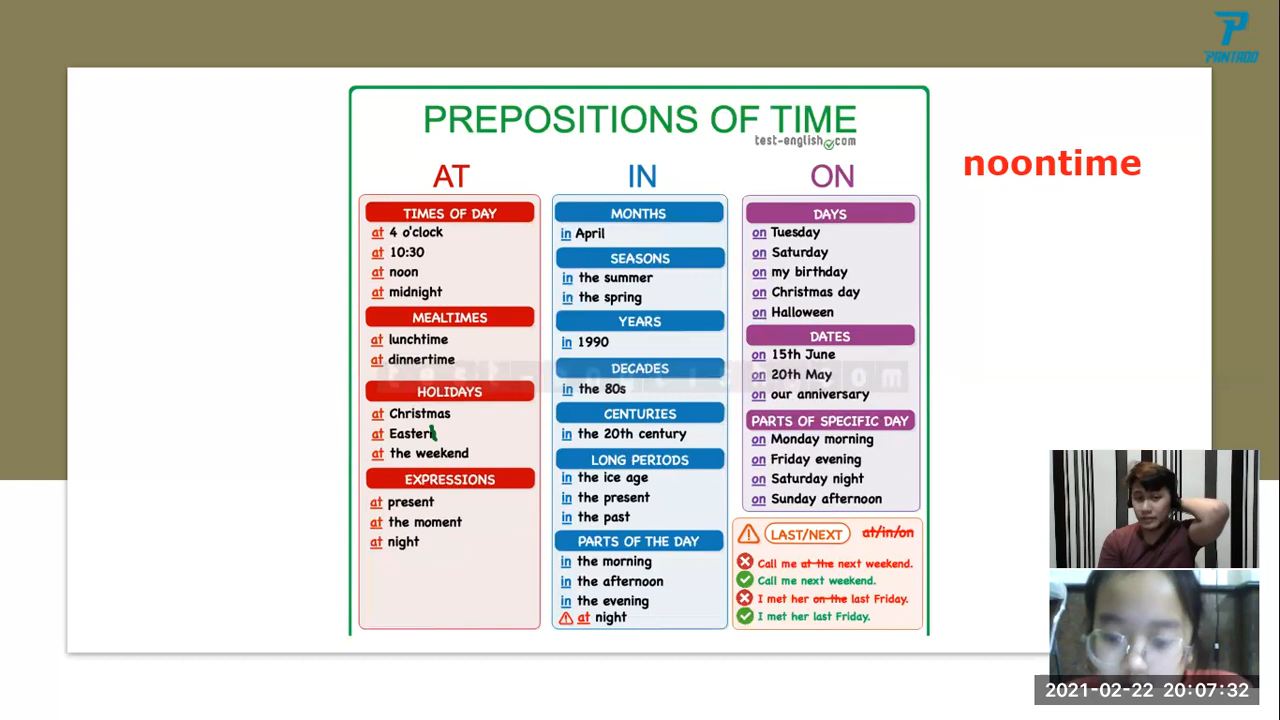 PANTADO
PREPOSITIONS OF TIME
test-english.com
noontime
AT
TIMES OF DAY
at 4 o'clock
at 10:30
at noon
at midnight
MEALTIMES
at lunchtime
at dinnertime
HOLIDAYS
at Christmas
at Easter
at the weekend
EXPRESSIONS
at present
at the moment
at night
IN
MONTHS
in April
SEASONS
in the summer
in the spring
YEARS
in 1990
DECADES
in the 80s
CENTURIES
in the 20th century
LONG PERIODS
in the ice age
in the present
in the past
PARTS OF THE DAY
in the morning
in the afternoon
in the evening
at night
ON
DAYS
on Tuesday
on Saturday
on my birthday
on Christmas day
on Halloween
DATES
on 15th June
on 20th May
on our anniversary
PARTS OF SPECIFIC DAY
on Monday morning
on Friday evening
on Saturday night
on Sunday afternoon
LAST/NEXT at/in/on
Call me at the next weekend.
Call me next weekend.
I met her on the last Friday.
I met her last Friday.
test-english.com
2021-02-22 20:07:32